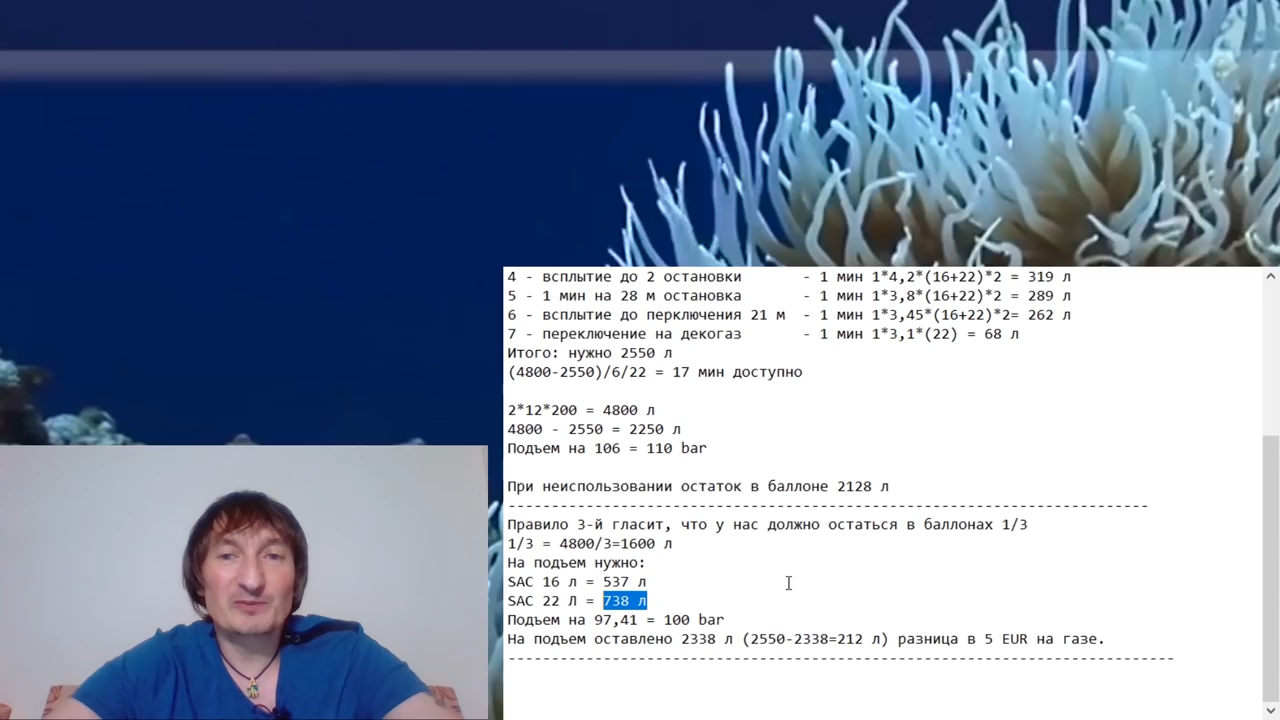 4 - всплытие до 2 остановки - 1 мин 1*4,2*(16+22)*2 = 319 л
5 - 1 мин на 28 м остановка - 1 мин 1*3,8*(16+22)*2 = 289 л
6 - всплытие до перключения 21 м - 1 мин 1*3,45*(16+22)*2= 262 л
7 - переключение на декогаз - 1 мин 1*3,1*(22) = 68 л
Итого: нужно 2550 л
(4800-2550)/6/22 = 17 мин доступно
2*12*200 = 4800 л
4800 - 2550 = 2250 л
Подъем на 106 = 110 bar
При неиспользовании остаток в баллоне 2128 л
--------------------------------------------------------------------------
Правило 3-й гласит, что у нас должно остаться в баллонах 1/3
1/3 = 4800/3=1600 л
На подъем нужно:
SAC 16 л = 537 л
SAC 22 Л = 738 л
Подъем на 97,41 = 100 bar
На подъем оставлено 2338 л (2550-2338=212 л) разница в 5 EUR на газе.
-----------------------------------------------------------------------------